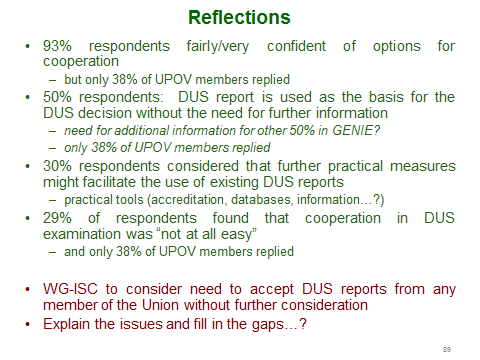 Reflections
• 93% respondents fairly/very confident of options for
cooperation
– but only 38% of UPOV members replied
• 50% respondents: DUS report is used as the basis for the
DUS decision without the need for further information
– need for additional information for other 50% in GENIE?
– only 38% of UPOV members replied
• 30% respondents considered that further practical measures
might facilitate the use of existing DUS reports
– practical tools (accreditation, databases, information…?)
• 29% of respondents found that cooperation in DUS
examination was “not at all easy”
– and only 38% of UPOV members replied
• WG-ISC to consider need to accept DUS reports from any
member of the Union without further consideration
• Explain the issues and fill in the gaps…?
89